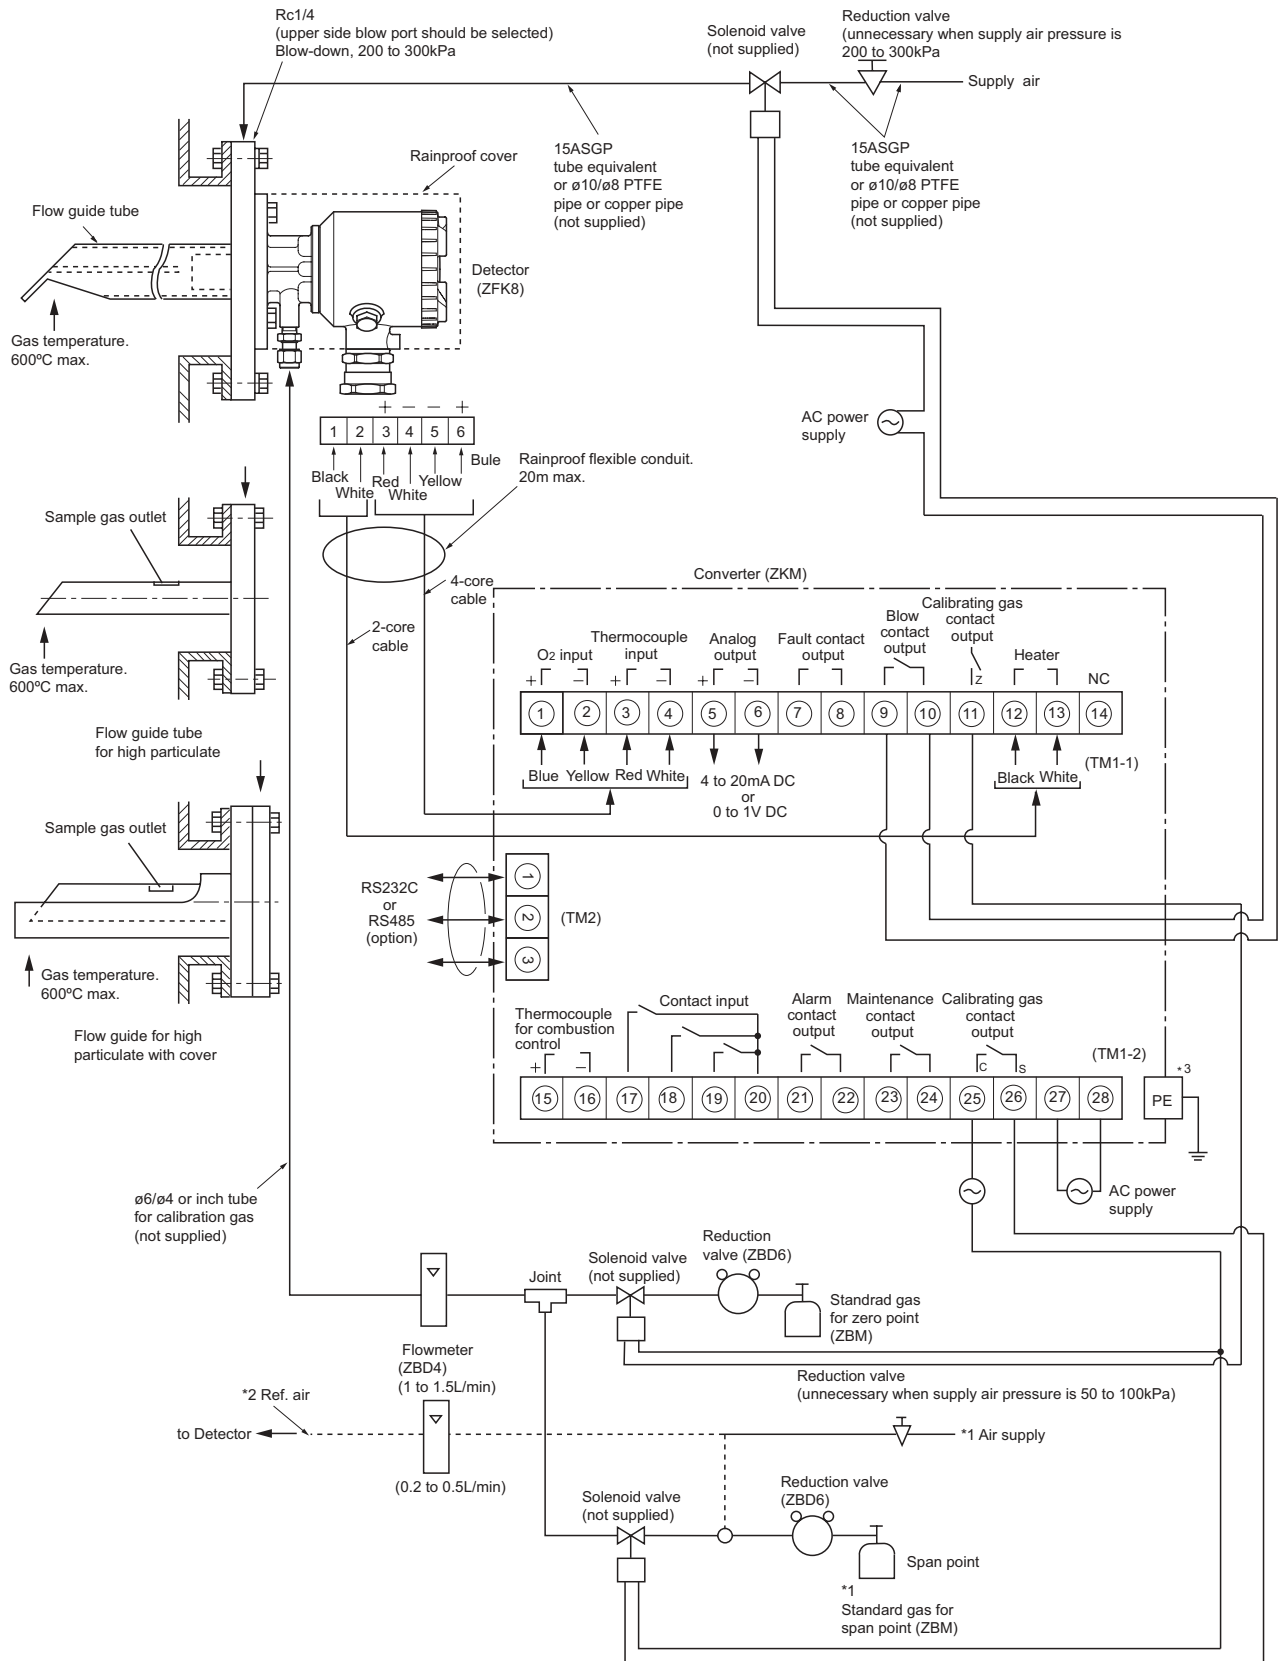 Rc1/4
(upper side blow port should be selected)
Blow-down, 200 to 300kPa
Solenoid valve
(not supplied)
Reduction valve
(unnecessary when supply air pressure is
200 to 300kPa
Supply air
15ASGP
tube equivalent
or ø10/ø8 PTFE
pipe or copper pipe
(not supplied)
15ASGP
tube equivalent
or ø10/ø8 PTFE
pipe or copper pipe
(not supplied)
Rainproof cover
Flow guide tube
Detector
(ZFK8)
Gas temperature.
600ºC max.
+ — — +
1 2 3 4 5 6
Black
White
Red
White
Yellow
Bule
Rainproof flexible conduit.
20m max.
AC power
supply
Sample gas outlet
Gas temperature.
600ºC max.
Flow guide tube
for high particulate
4-core
cable
2-core
cable
Converter (ZKM)
O2 input
+ −
Thermocouple
input
+ −
Analog
output
+ −
Fault contact
output
Blow
contact
output
Calibrating gas
contact
output
Z
Heater
NC
1 2 3 4 5 6 7 8 9 10 11 12 13 14
(TM1-1)
Blue Yellow Red White
4 to 20mA DC
or
0 to 1V DC
Black White
Sample gas outlet
Gas temperature.
600ºC max.
Flow guide for high
particulate with cover
RS232C
or
RS485
(option)
1
2
3
(TM2)
Thermocouple
for combustion
control
+ −
Contact input
Alarm
contact
output
Maintenance
contact
output
Calibrating gas
contact
output
C S
(TM1-2)
15 16 17 18 19 20 21 22 23 24 25 26 27 28
*3
PE
AC power
supply
ø6/ø4 or inch tube
for calibration gas
(not supplied)
Joint
Solenoid valve
(not supplied)
Reduction
valve (ZBD6)
Standrad gas
for zero point
(ZBM)
Flowmeter
(ZBD4)
(1 to 1.5L/min)
Reduction valve
(unnecessary when supply air pressure is 50 to 100kPa)
*2 Ref. air
to Detector
*1 Air supply
(0.2 to 0.5L/min)
Solenoid valve
(not supplied)
Reduction valve
(ZBD6)
Span point
*1
Standard gas for
span point (ZBM)